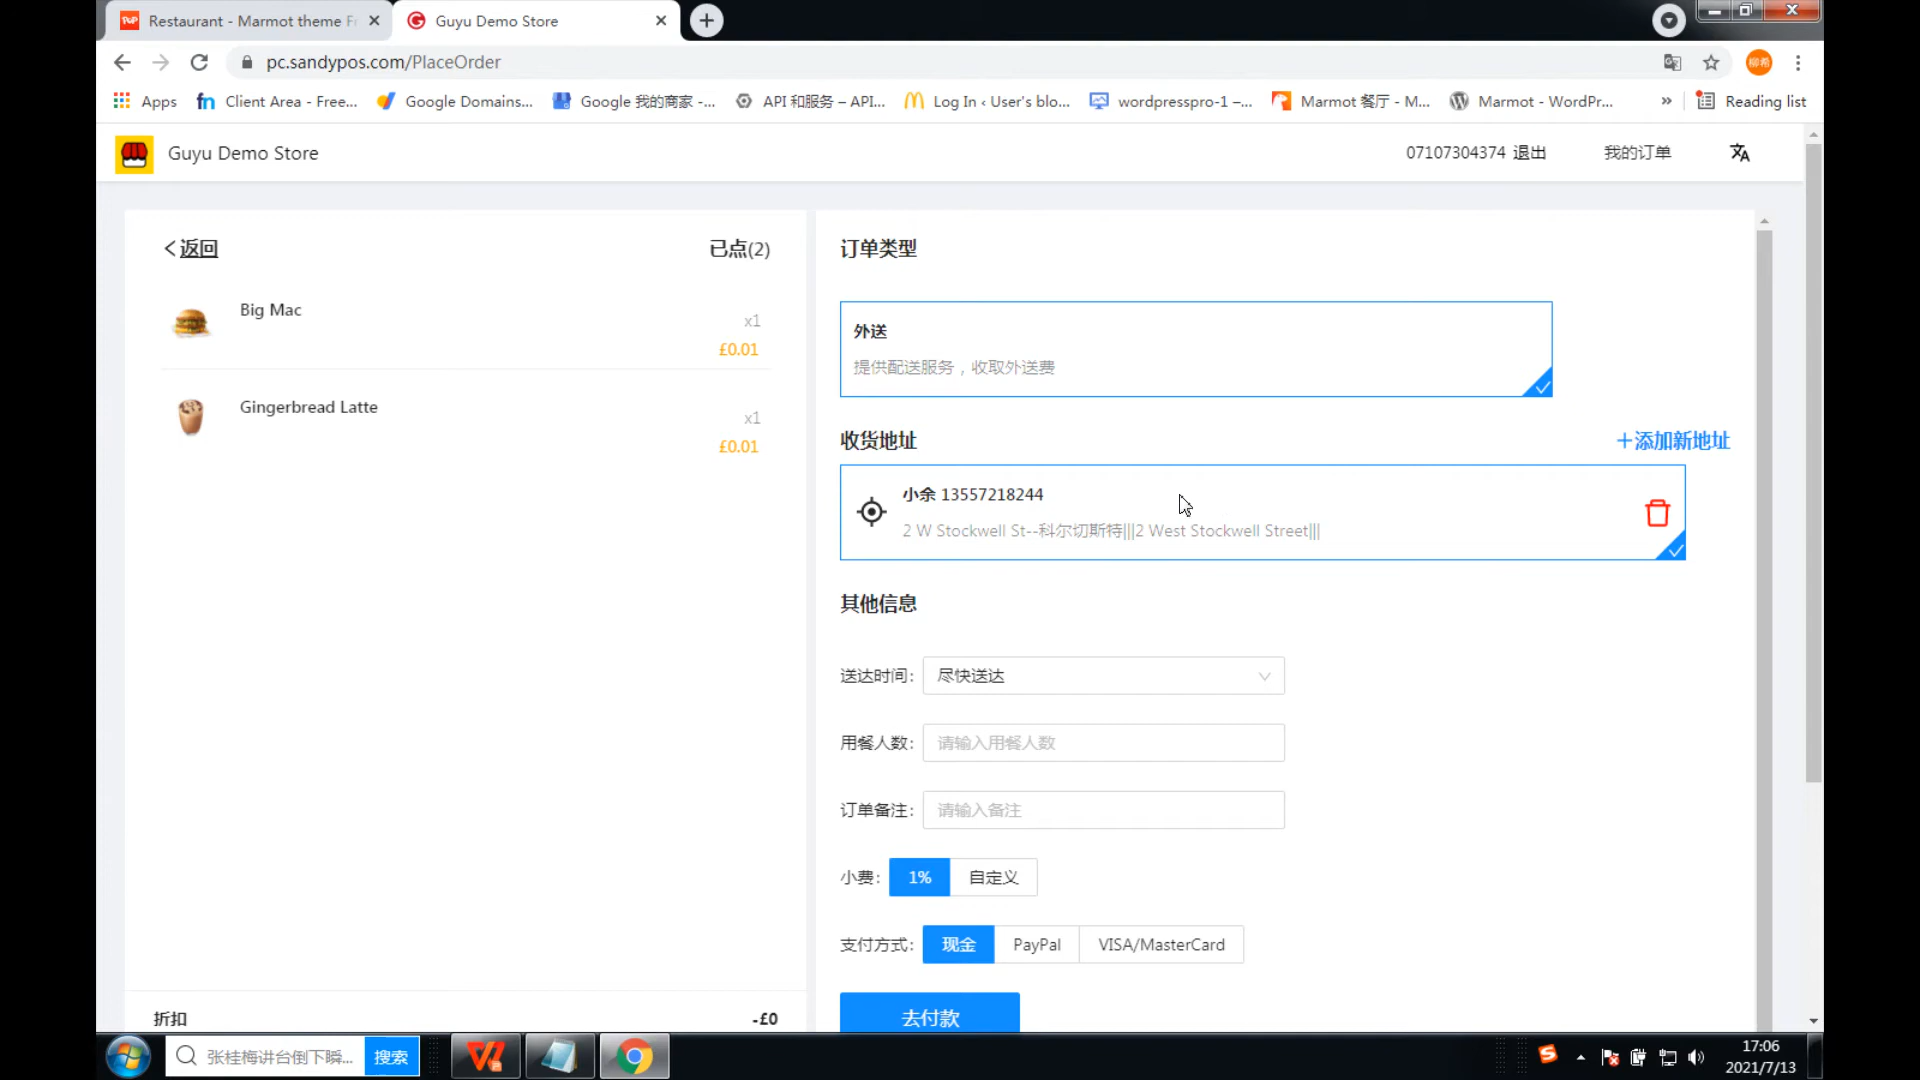 Restaurant - Marmot theme Fr
Guyu Demo Store
pc.sandypos.com/PlaceOrder
Apps
Client Area - Free...
Google Domains...
Google 我的商家 -...
API 和服务 – API...
Log In ‹ User's blo...
wordpresspro-1 –...
Marmot 餐厅 - M...
Marmot - WordPr...
»
Reading list
Guyu Demo Store
07107304374 退出
我的订单
<返回
已点(2)
Big Mac
x1
£0.01
Gingerbread Latte
x1
£0.01
折扣
-£0
订单类型
外送
提供配送服务，收取外送费
收货地址
+添加新地址
小余 13557218244
2 W Stockwell St--科尔切斯特|||2 West Stockwell Street|||
其他信息
送达时间:
尽快送达
用餐人数:
请输入用餐人数
订单备注:
请输入备注
小费:
1%
自定义
支付方式:
现金
PayPal
VISA/MasterCard
去付款
张桂梅讲台倒下瞬...
搜索
17:06
2021/7/13